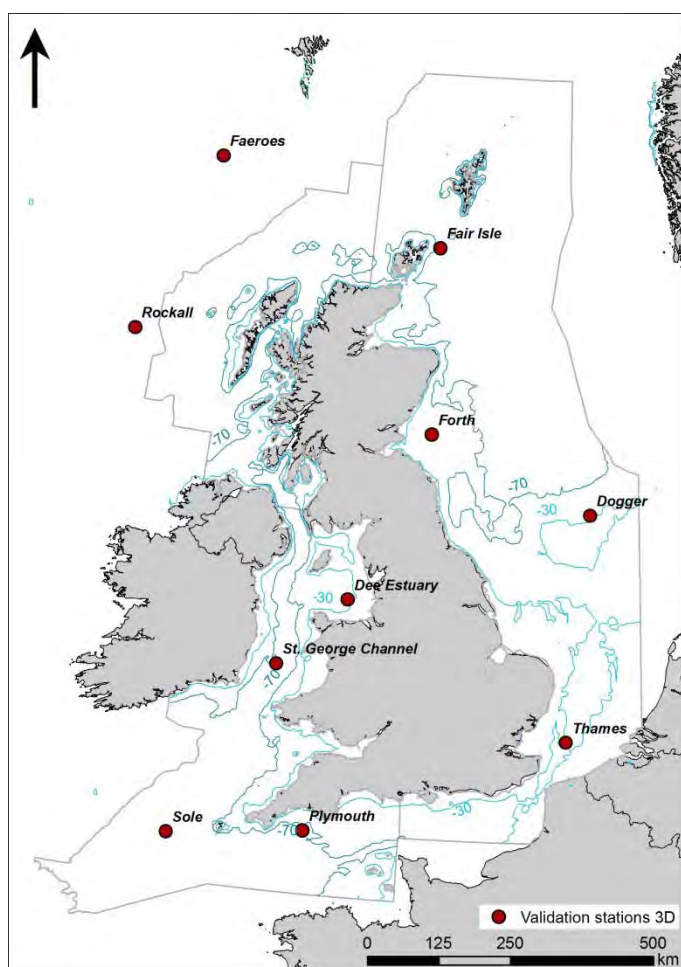 Faeroes
Fair Isle
Rockall
Forth
-70
-70
-30
Dogger
Dee Estuary
-30
St. George Channel
-70
Thames
-30
Sole
-70
Plymouth
Validation stations 3D
0 125 250 500
km